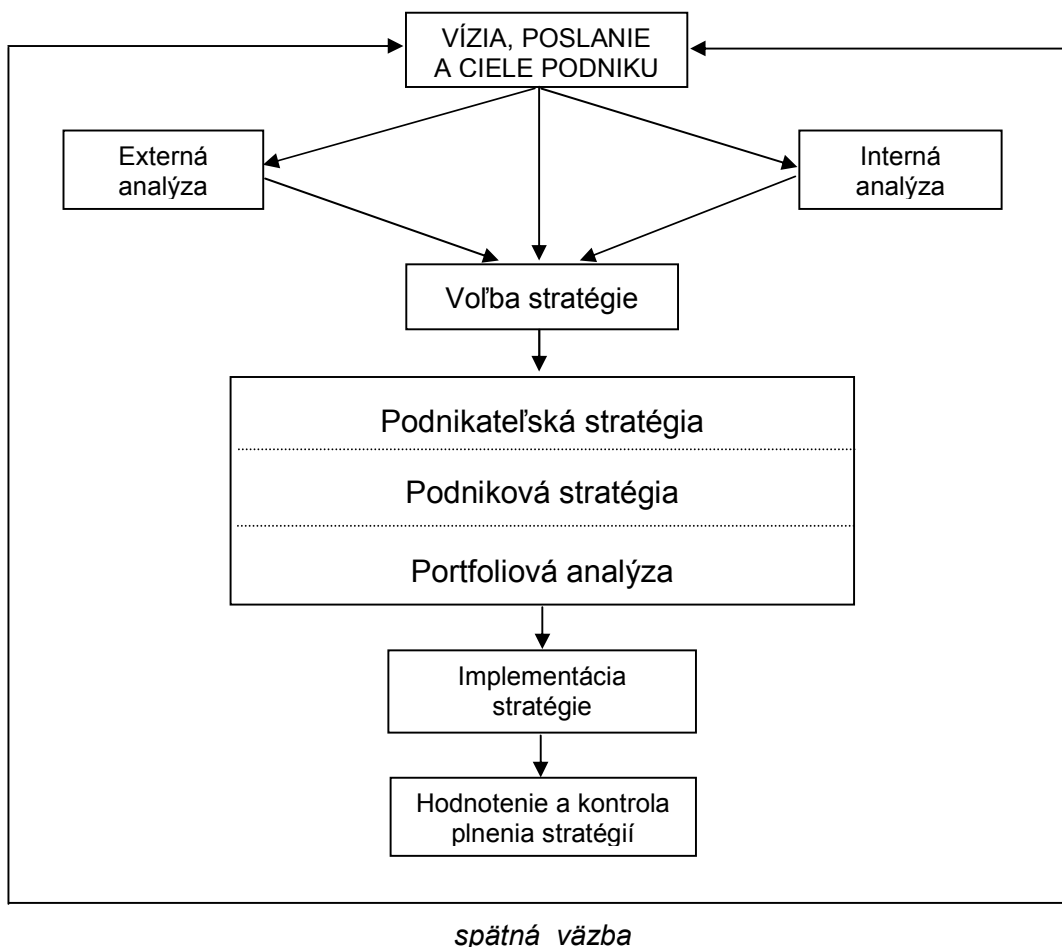 VÍZIA, POSLANIE
A CIELE PODNIKU
Externá
analýza
Interná
analýza
Voľba stratégie
Podnikateľská stratégia
Podniková stratégia
Portfoliová analýza
Implementácia
stratégie
Hodnotenie a kontrola
plnenia stratégií
spätná väzba